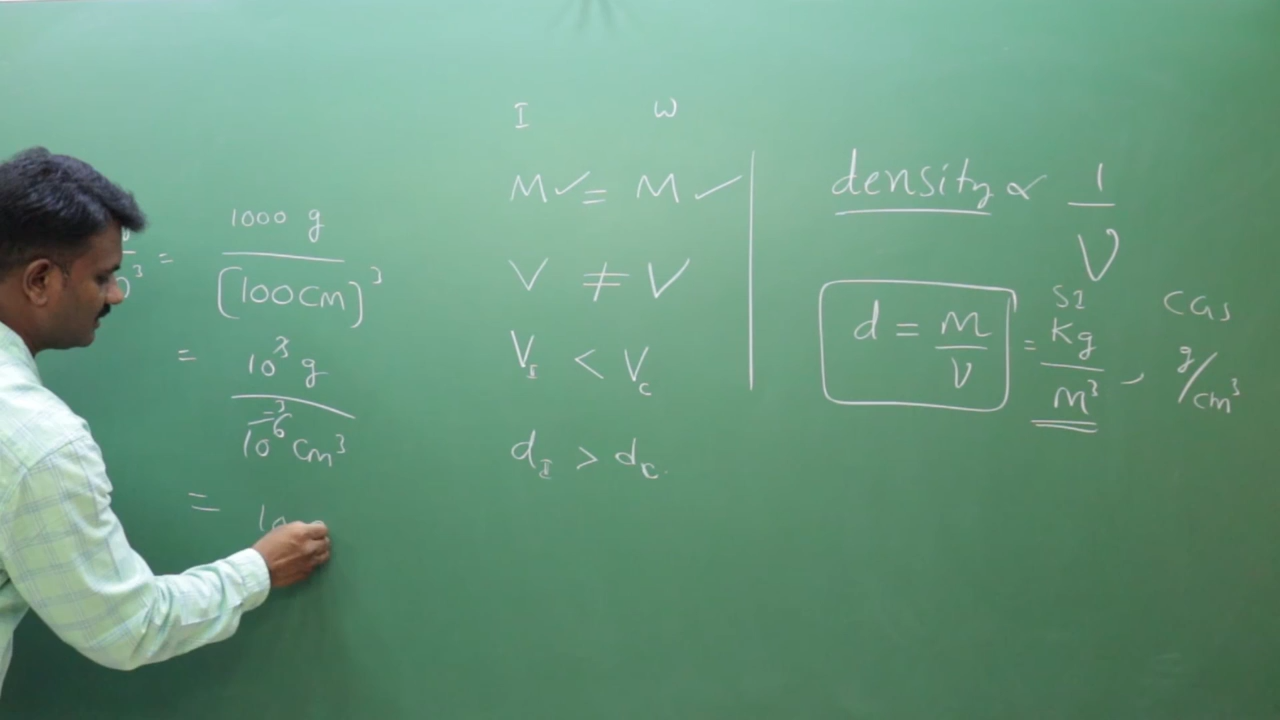 = 1000 g
(100 cm)³
= 10³ g
-3
10⁶ cm³
= 10
I W
M ✓ = M ✓
V ≠ V
V_I < V_C
d_I > d_C.
density ∝ 1
V
d = M
V
= SI
Kg
m³
,
CGS
g/cm³